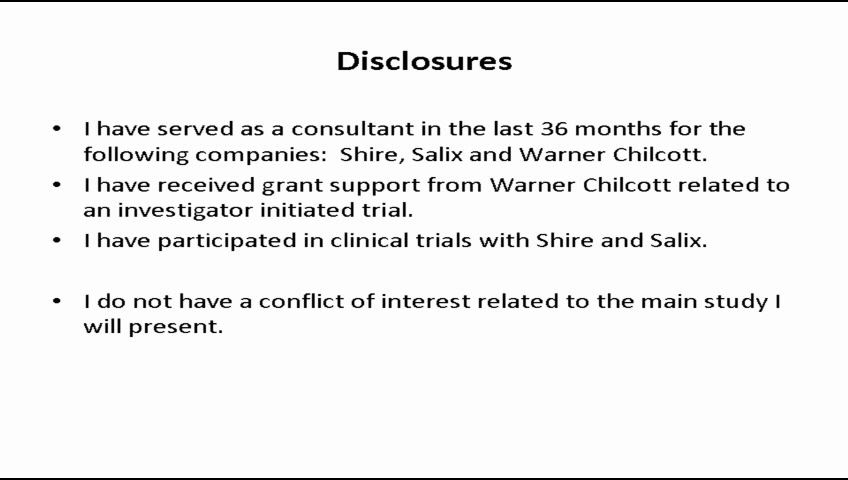 Disclosures
• I have served as a consultant in the last 36 months for the
following companies:  Shire, Salix and Warner Chilcott.
• I have received grant support from Warner Chilcott related to
an investigator initiated trial.
• I have participated in clinical trials with Shire and Salix.
• I do not have a conflict of interest related to the main study I
will present.